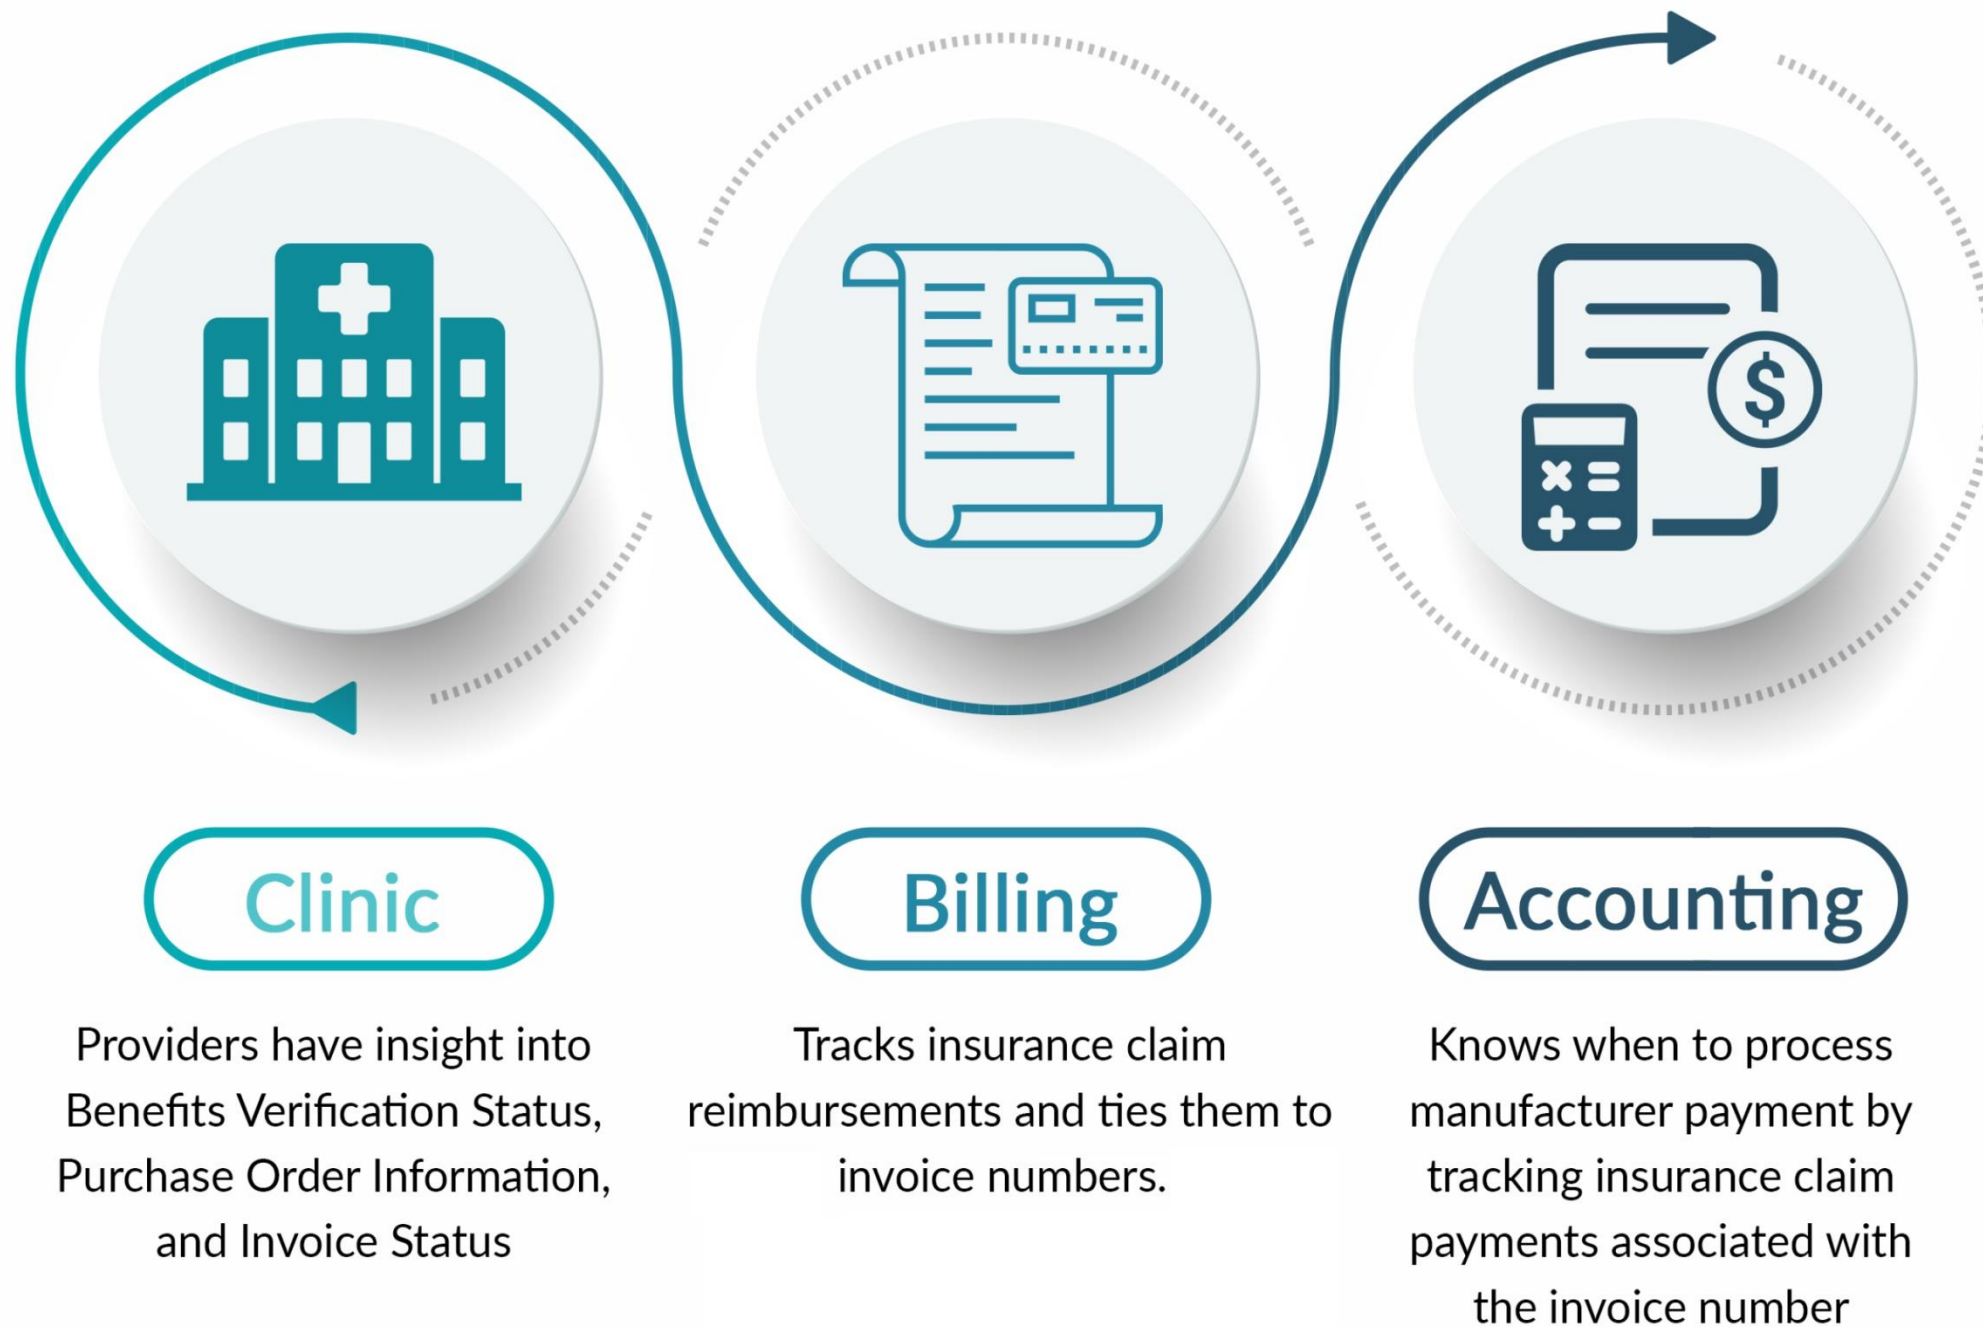 $
Clinic
Providers have insight into
Benefits Verification Status,
Purchase Order Information,
and Invoice Status
Billing
Tracks insurance claim
reimbursements and ties them to
invoice numbers.
Accounting
Knows when to process
manufacturer payment by
tracking insurance claim
payments associated with
the invoice number